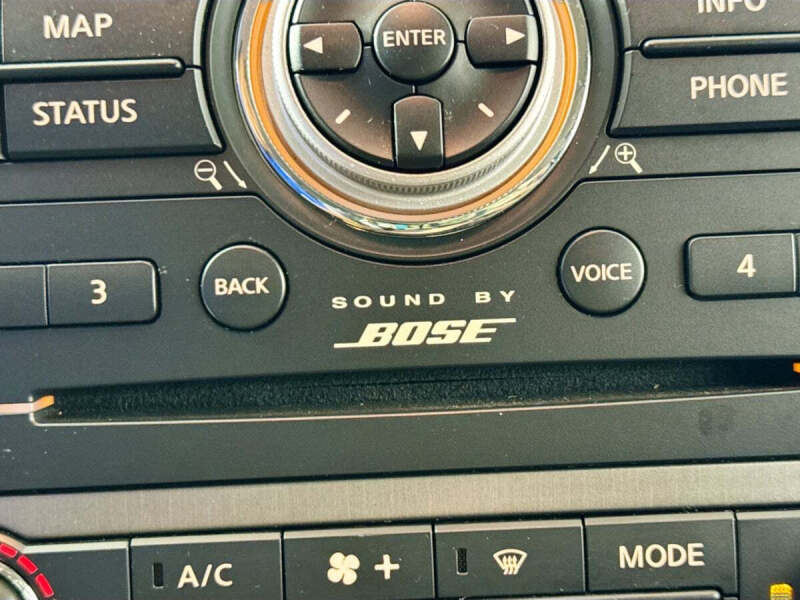 MAP
ENTER
INFO
STATUS
PHONE
3
BACK
SOUND BY
BOSE
VOICE
4
A/C
+
MODE